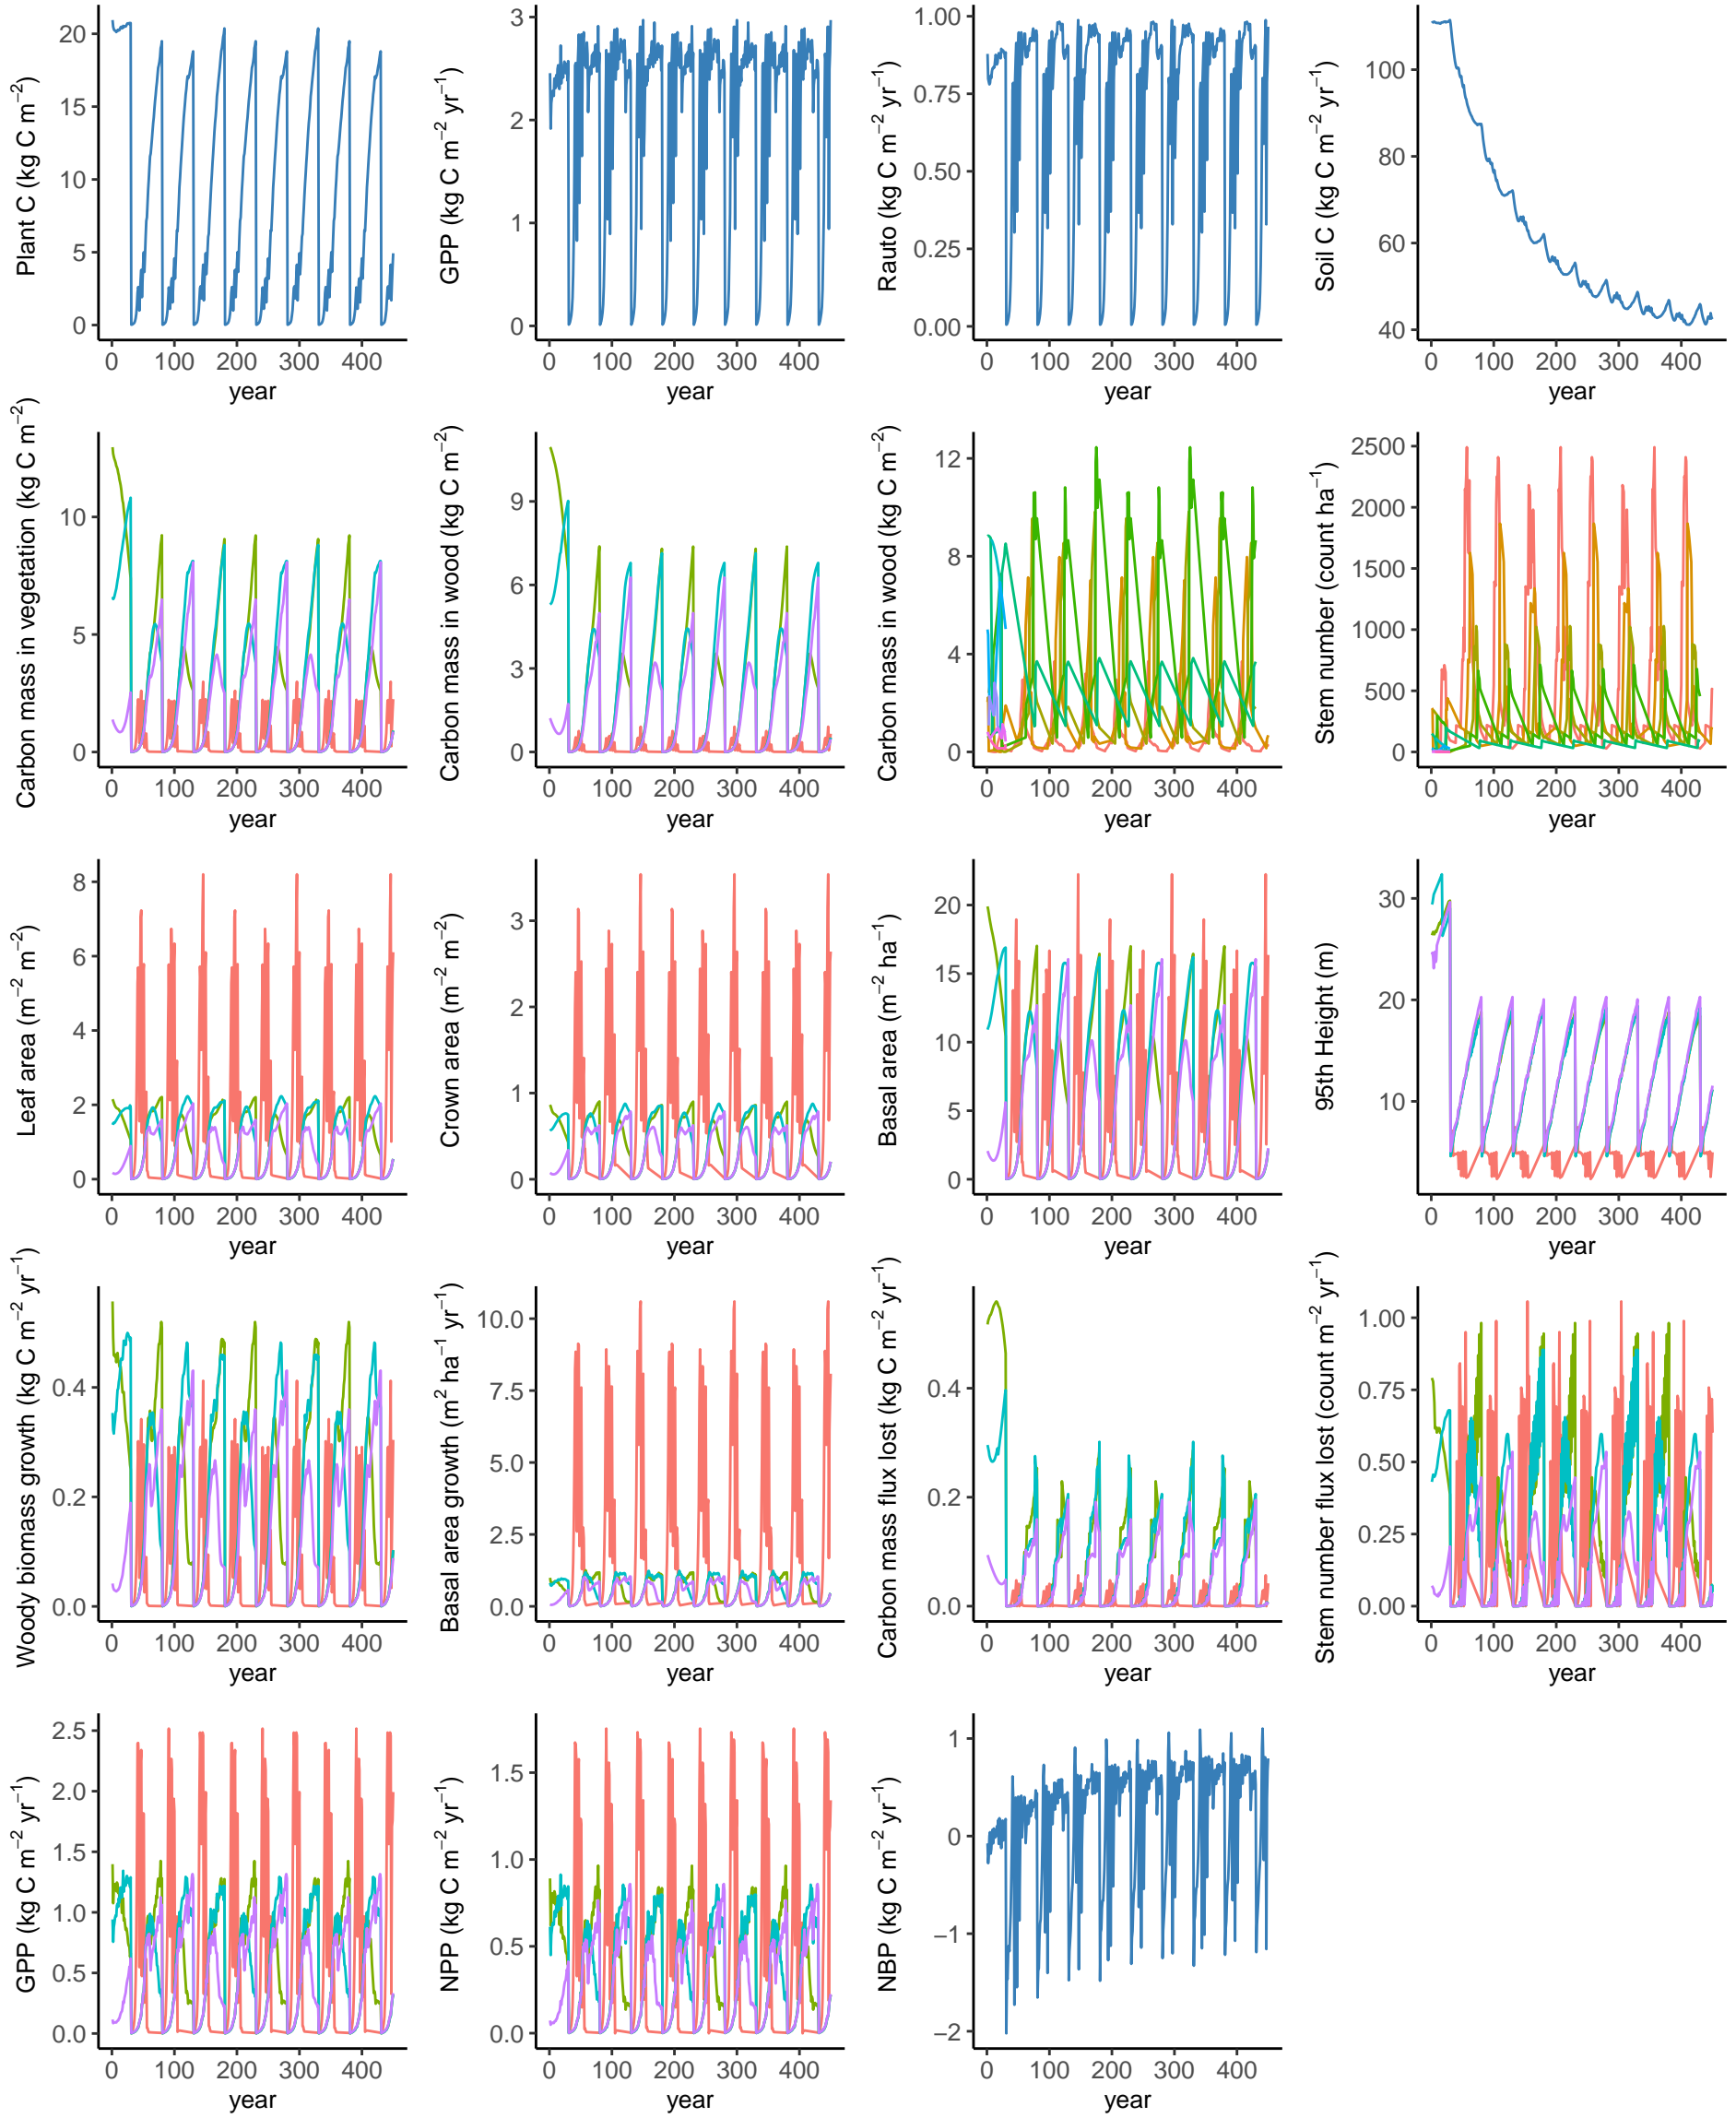 Plant C (kg C m−2)
20
15
10
5
0
0 100 200 300 400
year
GPP (kg C m−2 yr−1)
3
2
1
0
0 100 200 300 400
year
Rauto (kg C m−2 yr−1)
1.00
0.75
0.50
0.25
0.00
0 100 200 300 400
year
Soil C (kg C m−2 yr−1)
100
80
60
40
0 100 200 300 400
year
Carbon mass in vegetation (kg C m−2)
10
5
0
0 100 200 300 400
year
Carbon mass in wood (kg C m−2)
9
6
3
0
0 100 200 300 400
year
Carbon mass in wood (kg C m−2)
12
8
4
0
0 100 200 300 400
year
Stem number (count ha−1)
2500
2000
1500
1000
500
0
0 100 200 300 400
year
Leaf area (m−2 m−2)
8
6
4
2
0
0 100 200 300 400
year
Crown area (m−2 m−2)
3
2
1
0
0 100 200 300 400
year
Basal area (m−2 ha−1)
20
15
10
5
0
0 100 200 300 400
year
95th Height (m)
30
20
10
0 100 200 300 400
year
Woody biomass growth (kg C m−2 yr−1)
0.4
0.2
0.0
0 100 200 300 400
year
Basal area growth (m2 ha−1 yr−1)
10.0
7.5
5.0
2.5
0.0
0 100 200 300 400
year
Carbon mass flux lost (kg C m−2 yr−1)
0.4
0.2
0.0
0 100 200 300 400
year
Stem number flux lost (count m−2 yr−1)
1.00
0.75
0.50
0.25
0.00
0 100 200 300 400
year
GPP (kg C m−2 yr−1)
2.5
2.0
1.5
1.0
0.5
0.0
0 100 200 300 400
year
NPP (kg C m−2 yr−1)
1.5
1.0
0.5
0.0
0 100 200 300 400
year
NBP (kg C m−2 yr−1)
1
0
−1
−2
0 100 200 300 400
year